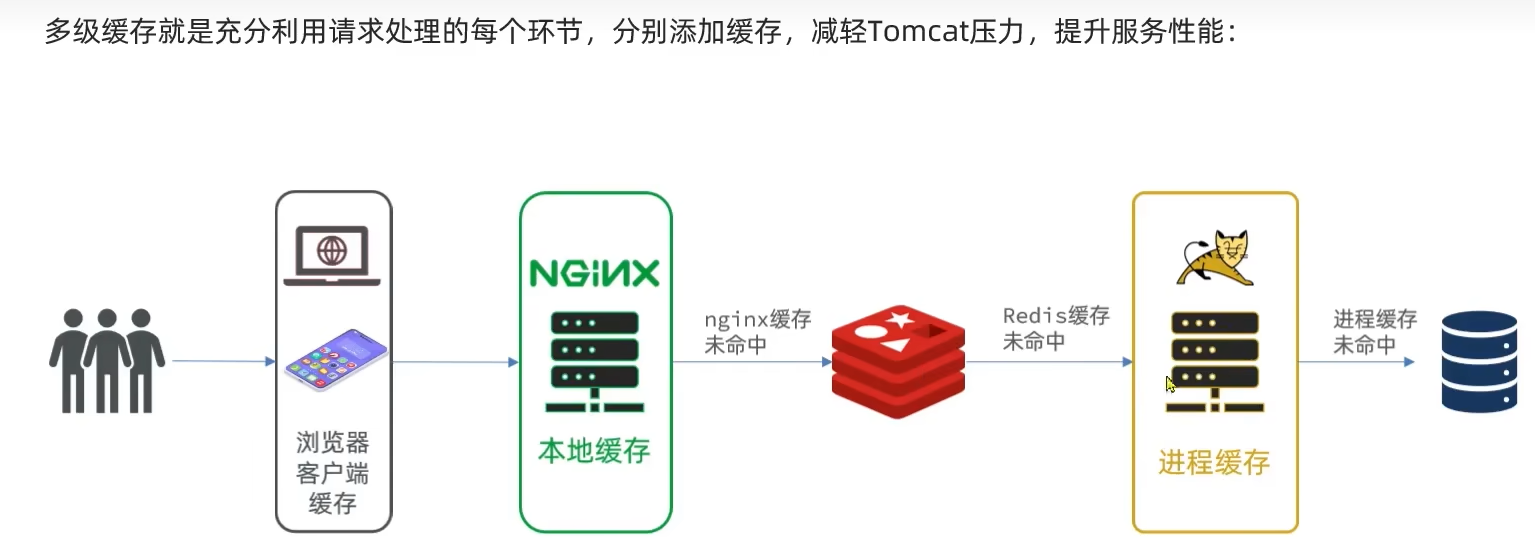 多级缓存就是充分利用请求处理的每个环节，分别添加缓存，减轻Tomcat压力，提升服务性能：
浏览器
客户端
缓存
NGiNX
本地缓存
nginx缓存
未命中
Redis缓存
未命中
进程缓存
进程缓存
未命中